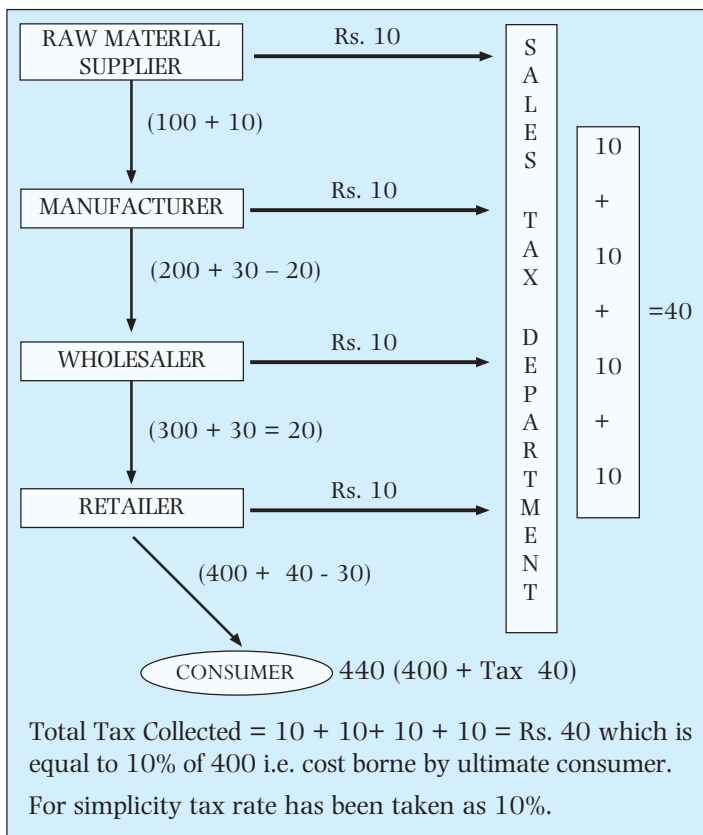 RAW MATERIAL
SUPPLIER
Rs. 10
(100 + 10)
MANUFACTURER
Rs. 10
(200 + 30 – 20)
WHOLESALER
Rs. 10
(300 + 30 = 20)
RETAILER
Rs. 10
(400 + 40 - 30)
CONSUMER
440 (400 + Tax 40)
S
A
L
E
S
T
A
X
D
E
P
A
R
T
M
E
N
T
10
+
10
+
10
+
10
=40
Total Tax Collected = 10 + 10+ 10 + 10 = Rs. 40 which is
equal to 10% of 400 i.e. cost borne by ultimate consumer.
For simplicity tax rate has been taken as 10%.